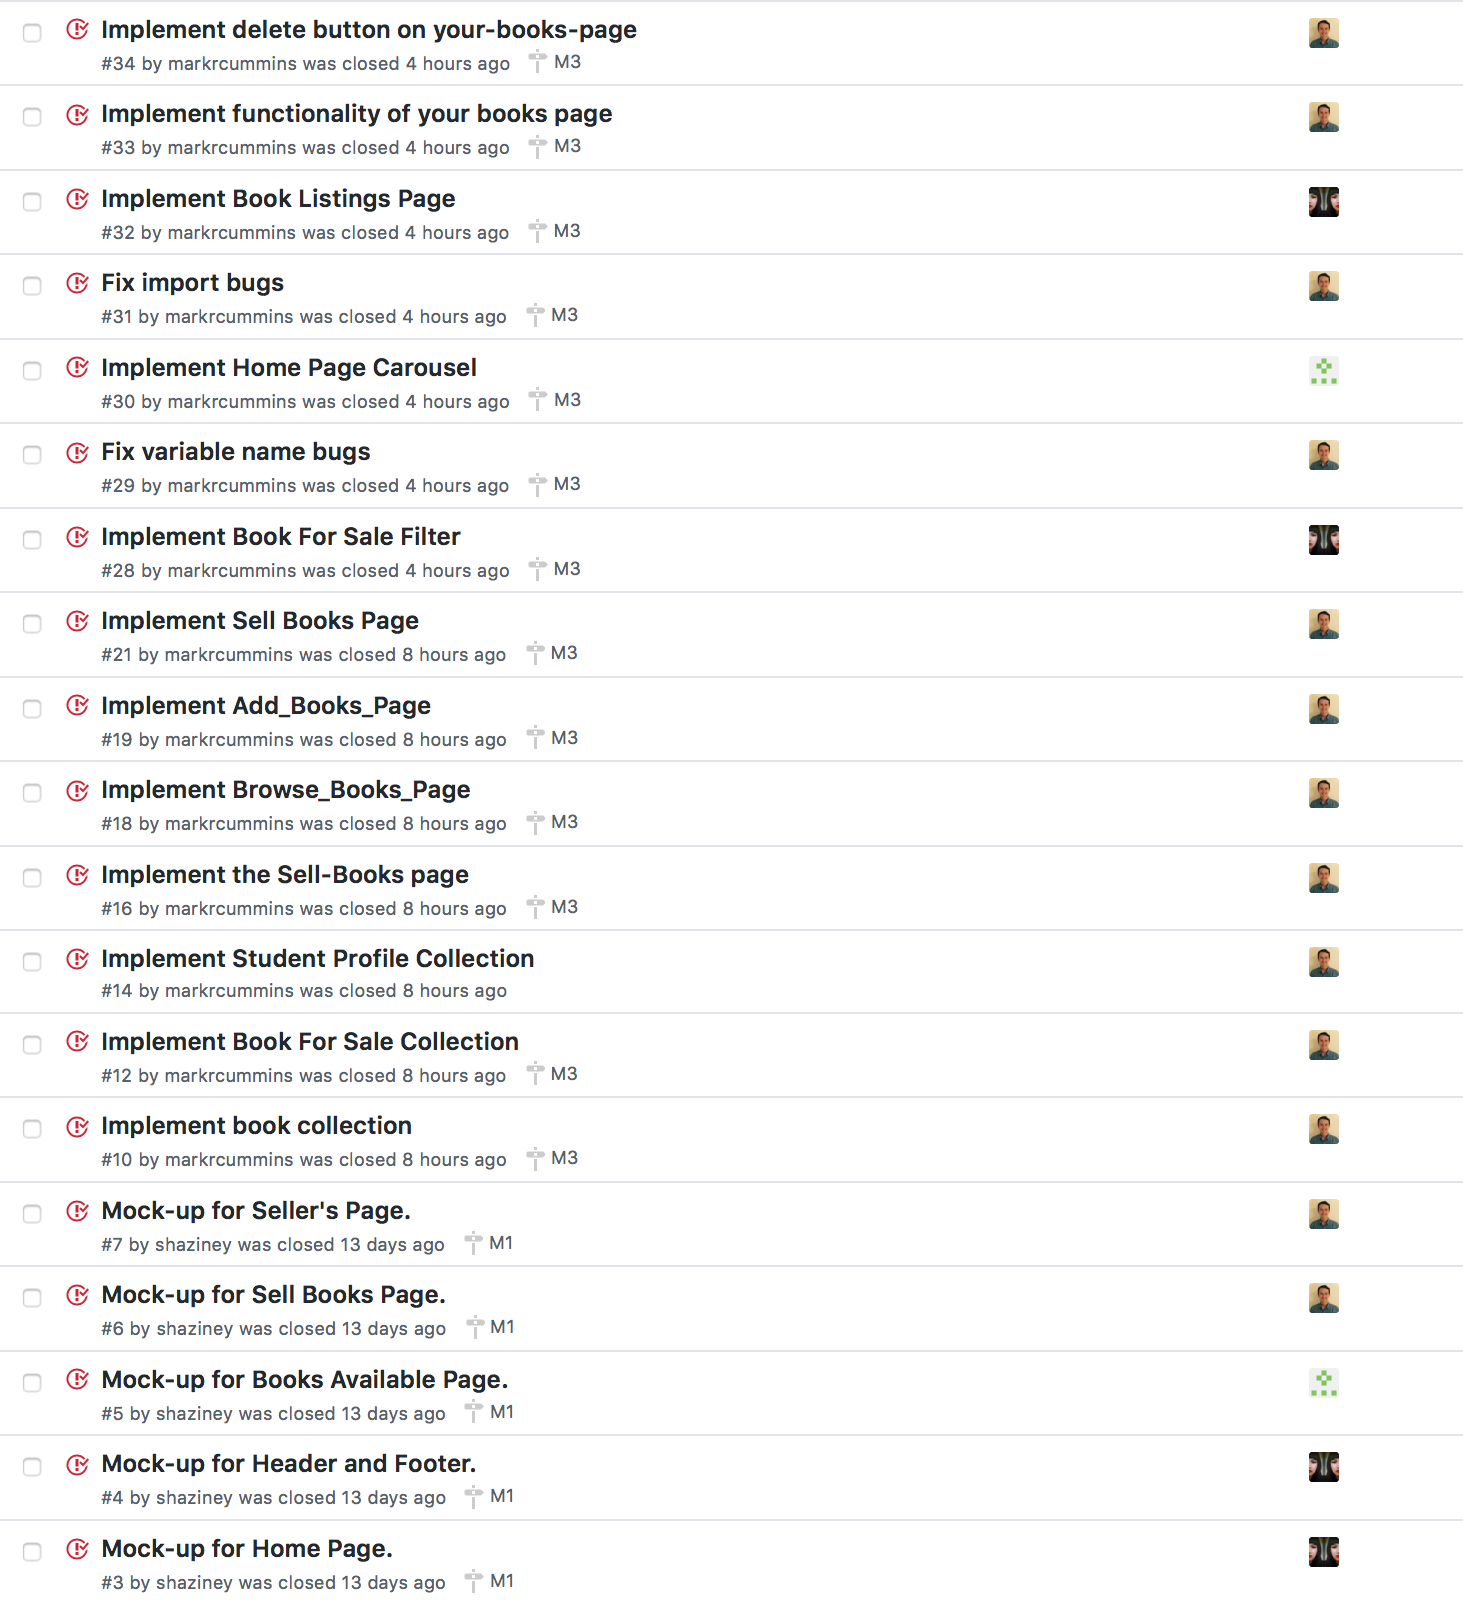 Implement delete button on your-books-page
#34 by markrcummins was closed 4 hours ago M3
Implement functionality of your books page
#33 by markrcummins was closed 4 hours ago M3
Implement Book Listings Page
#32 by markrcummins was closed 4 hours ago M3
Fix import bugs
#31 by markrcummins was closed 4 hours ago M3
Implement Home Page Carousel
#30 by markrcummins was closed 4 hours ago M3
Fix variable name bugs
#29 by markrcummins was closed 4 hours ago M3
Implement Book For Sale Filter
#28 by markrcummins was closed 4 hours ago M3
Implement Sell Books Page
#21 by markrcummins was closed 8 hours ago M3
Implement Add_Books_Page
#19 by markrcummins was closed 8 hours ago M3
Implement Browse_Books_Page
#18 by markrcummins was closed 8 hours ago M3
Implement the Sell-Books page
#16 by markrcummins was closed 8 hours ago M3
Implement Student Profile Collection
#14 by markrcummins was closed 8 hours ago
Implement Book For Sale Collection
#12 by markrcummins was closed 8 hours ago M3
Implement book collection
#10 by markrcummins was closed 8 hours ago M3
Mock-up for Seller's Page.
#7 by shaziney was closed 13 days ago M1
Mock-up for Sell Books Page.
#6 by shaziney was closed 13 days ago M1
Mock-up for Books Available Page.
#5 by shaziney was closed 13 days ago M1
Mock-up for Header and Footer.
#4 by shaziney was closed 13 days ago M1
Mock-up for Home Page.
#3 by shaziney was closed 13 days ago M1